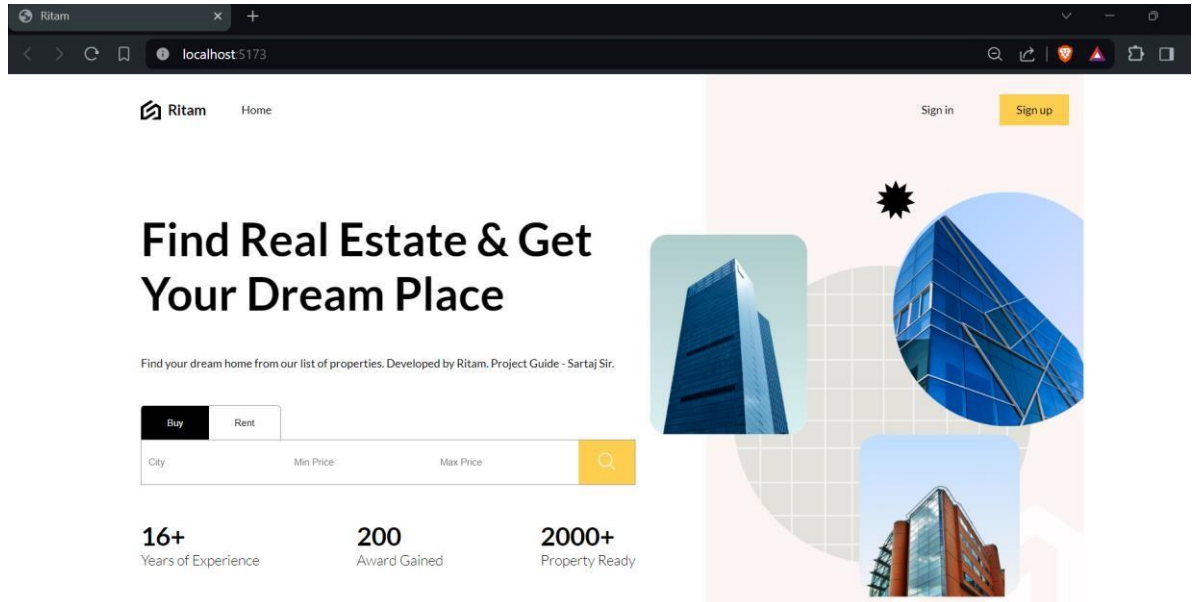 Ritam
localhost:5173
Ritam
Home
Sign in
Sign up
Find Real Estate & Get
Your Dream Place
Find your dream home from our list of properties. Developed by Ritam. Project Guide - Sartaj Sir.
Buy
Rent
City
Min Price
Max Price
16+
Years of Experience
200
Award Gained
2000+
Property Ready